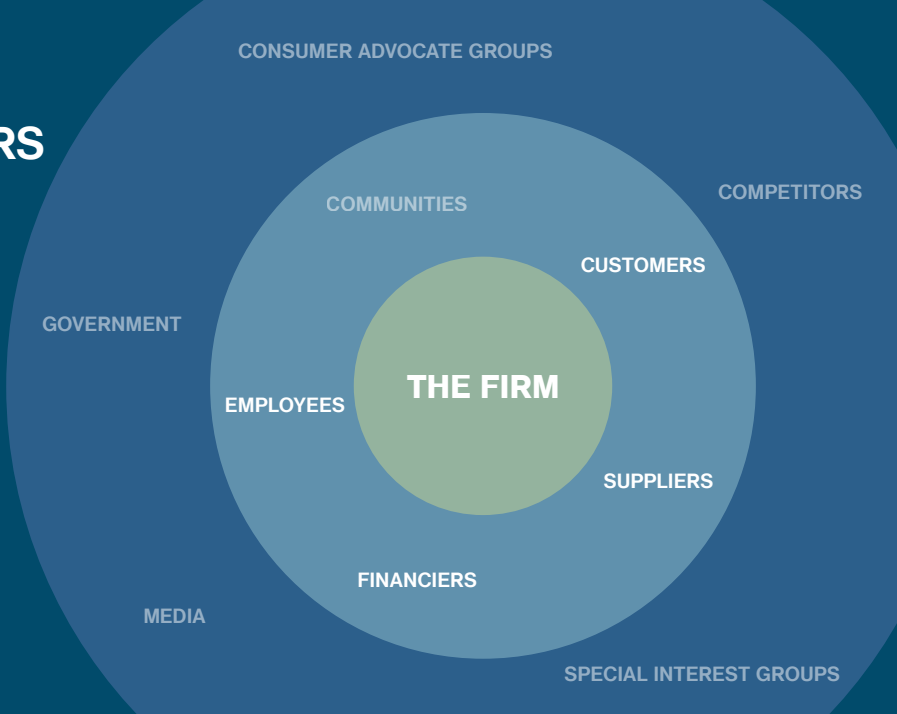 CONSUMER ADVOCATE GROUPS
RS
COMPETITORS
COMMUNITIES
CUSTOMERS
GOVERNMENT
THE FIRM
EMPLOYEES
SUPPLIERS
FINANCIERS
MEDIA
SPECIAL INTEREST GROUPS